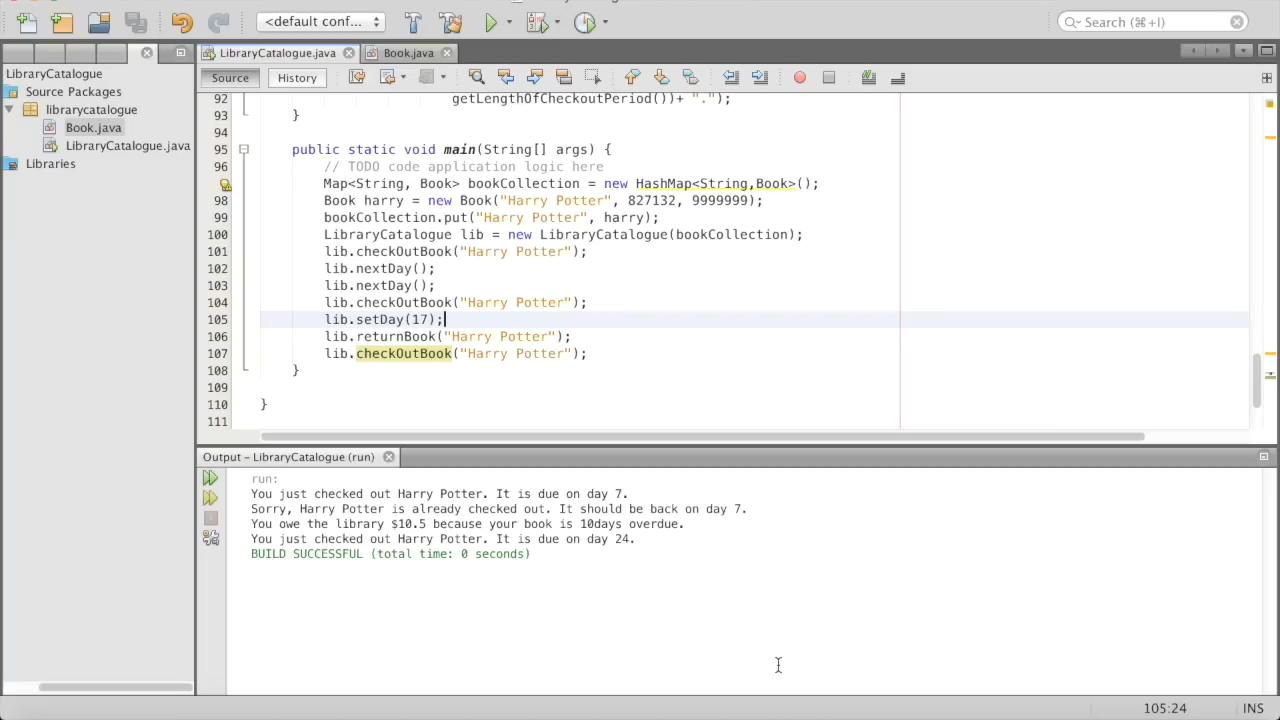 <default conf...
Search (⌘+I)
LibraryCatalogue.java
Book.java
LibraryCatalogue
Source Packages
librarycatalogue
Book.java
LibraryCatalogue.java
Libraries
Source
History
92 getLengthOfCheckoutPeriod())+ ".");
93 }
94
95 public static void main(String[] args) {
96 // TODO code application logic here
Map<String, Book> bookCollection = new HashMap<String,Book>();
98 Book harry = new Book("Harry Potter", 827132, 9999999);
99 bookCollection.put("Harry Potter", harry);
100 LibraryCatalogue lib = new LibraryCatalogue(bookCollection);
101 lib.checkOutBook("Harry Potter");
102 lib.nextDay();
103 lib.nextDay();
104 lib.checkOutBook("Harry Potter");
105 lib.setDay(17);
106 lib.returnBook("Harry Potter");
107 lib.checkOutBook("Harry Potter");
108 }
109
110 }
111
Output – LibraryCatalogue (run)
run:
You just checked out Harry Potter. It is due on day 7.
Sorry, Harry Potter is already checked out. It should be back on day 7.
You owe the library $10.5 because your book is 10days overdue.
You just checked out Harry Potter. It is due on day 24.
BUILD SUCCESSFUL (total time: 0 seconds)
105:24
INS